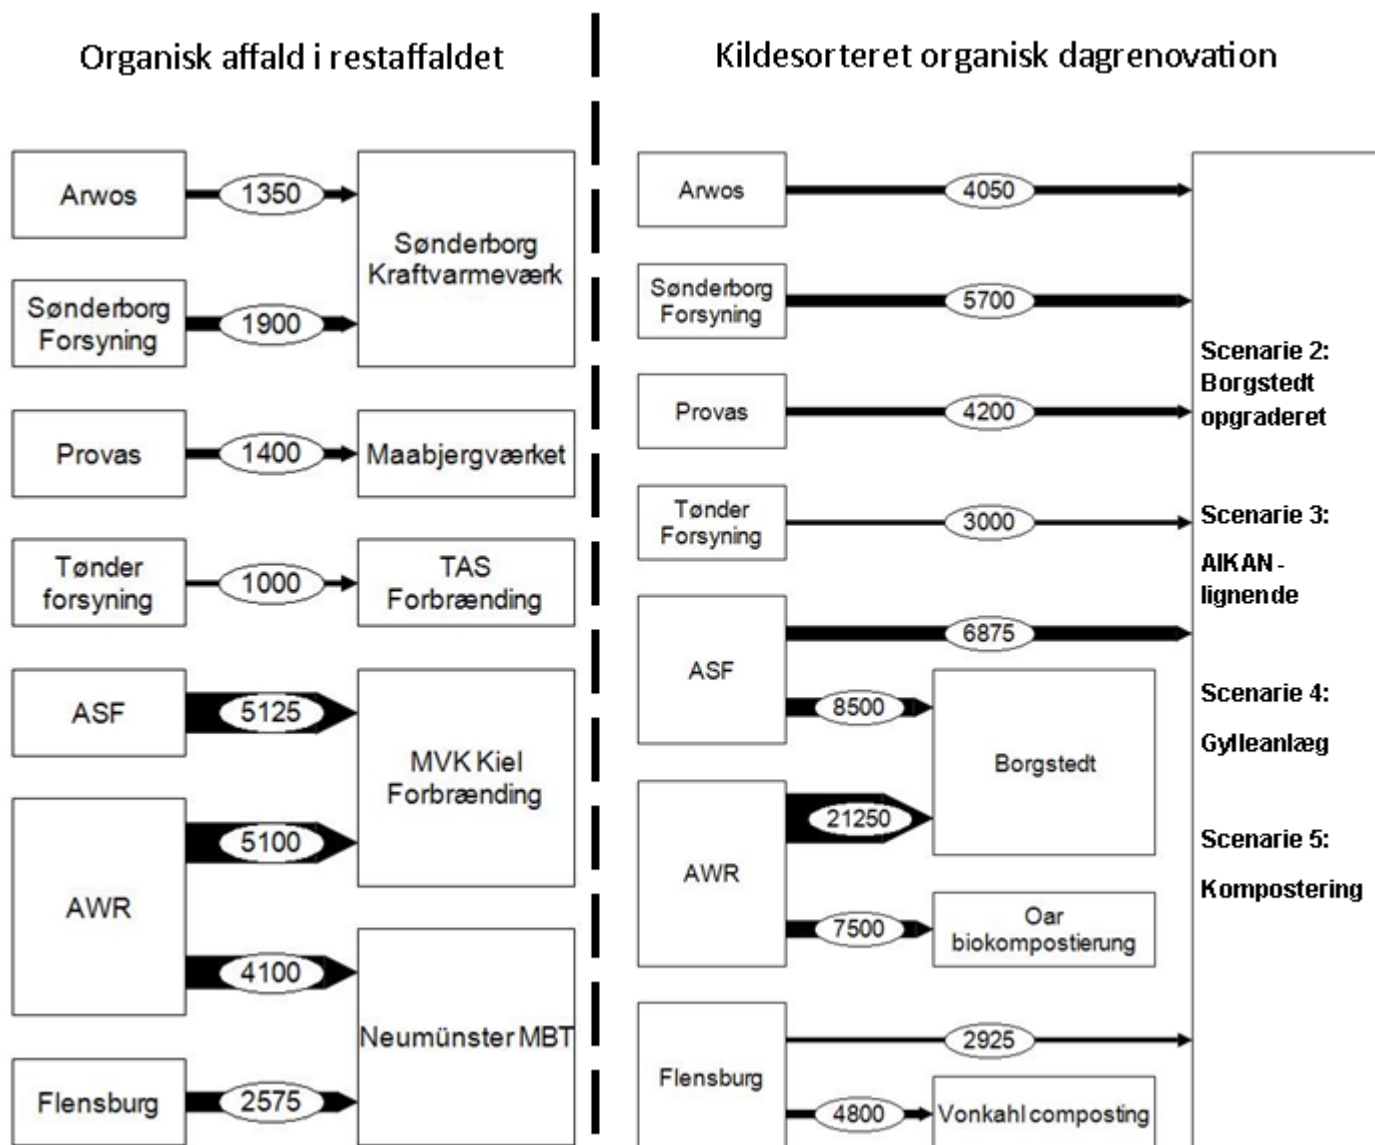 Organisk affald i restaffaldet
Arwos
1350
Sønderborg
Kraftvarmeværk
Sønderborg
Forsyning
1900
Provas
1400
Maabjergværket
Tønder
forsyning
1000
TAS
Forbrænding
ASF
5125
MVK Kiel
Forbrænding
AWR
5100
4100
Neumünster MBT
Flensburg
2575
Kildesorteret organisk dagrenovation
Arwos
4050
Sønderborg
Forsyning
5700
Provas
4200
Tønder
Forsyning
3000
ASF
6875
8500
Borgstedt
AWR
21250
7500
Oar
biokompostierung
Flensburg
2925
4800
Vonkahl composting
Scenarie 2:
Borgstedt
opgraderet
Scenarie 3:
AIKAN-
lignende
Scenarie 4:
Gylleanlæg
Scenarie 5:
Kompostering